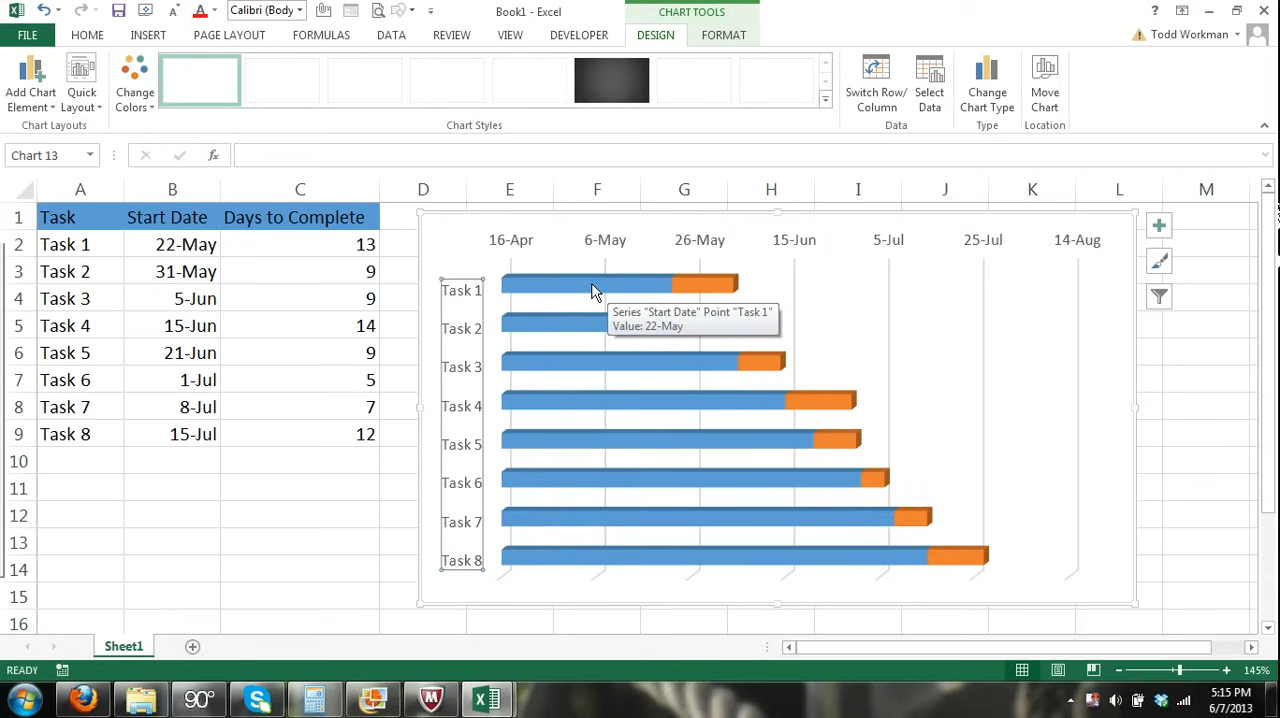 Calibri (Body
Book1 - Excel
CHART TOOLS
?
FILE
HOME
INSERT
PAGE LAYOUT
FORMULAS
DATA
REVIEW
VIEW
DEVELOPER
DESIGN
FORMAT
Todd Workman
Add Chart
Element
Quick
Layout
Change
Colors
Switch Row/
Column
Select
Data
Change
Chart Type
Move
Chart
Chart Layouts
Chart Styles
Data
Type
Location
Chart 13
fx
A B C D E F G H I J K L M
1 Task Start Date Days to Complete
2 Task 1 22-May 13
3 Task 2 31-May 9
4 Task 3 5-Jun 9
5 Task 4 15-Jun 14
6 Task 5 21-Jun 9
7 Task 6 1-Jul 5
8 Task 7 8-Jul 7
9 Task 8 15-Jul 12
10
11
12
13
14
15
16
16-Apr 6-May 26-May 15-Jun 5-Jul 25-Jul 14-Aug
Task 1
Series "Start Date" Point "Task 1"
Value: 22-May
Task 2
Task 3
Task 4
Task 5
Task 6
Task 7
Task 8
Sheet1
READY
145%
90°
5:15 PM
6/7/2013